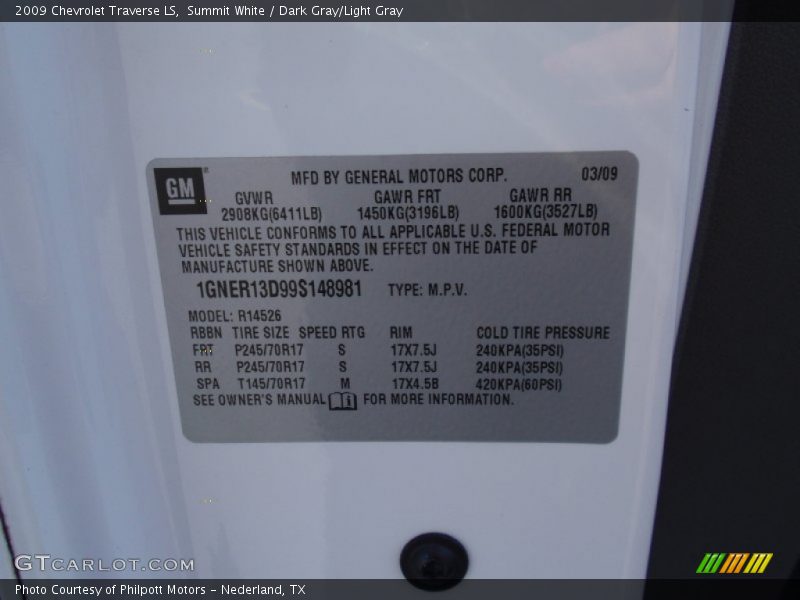 2009 Chevrolet Traverse LS, Summit White / Dark Gray/Light Gray
GM
MFD BY GENERAL MOTORS CORP. 03/09
GVWR GAWR FRT GAWR RR
2908KG(6411LB) 1450KG(3196LB) 1600KG(3527LB)
THIS VEHICLE CONFORMS TO ALL APPLICABLE U.S. FEDERAL MOTOR
VEHICLE SAFETY STANDARDS IN EFFECT ON THE DATE OF
MANUFACTURE SHOWN ABOVE.
1GNER13D99S148981 TYPE: M.P.V.
MODEL: R14526
RBBN TIRE SIZE SPEED RTG RIM COLD TIRE PRESSURE
FRT P245/70R17 S 17X7.5J 240KPA(35PSI)
RR P245/70R17 S 17X7.5J 240KPA(35PSI)
SPA T145/70R17 M 17X4.5B 420KPA(60PSI)
SEE OWNER'S MANUAL FOR MORE INFORMATION.
GTCARLOT.COM
Photo Courtesy of Philpott Motors - Nederland, TX